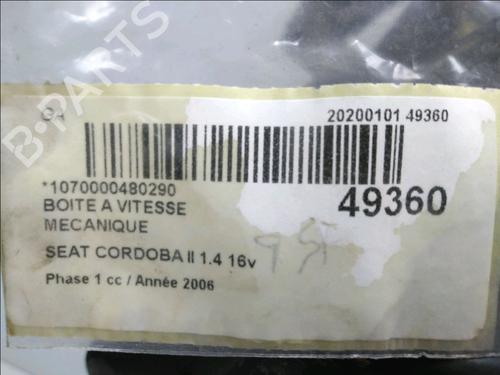 GA
20200101 49360
*1070000480290
49360
BOITE A VITESSE
MECANIQUE
SEAT CORDOBA II 1.4 16v
Phase 1 cc / Année 2006
B-PARTS